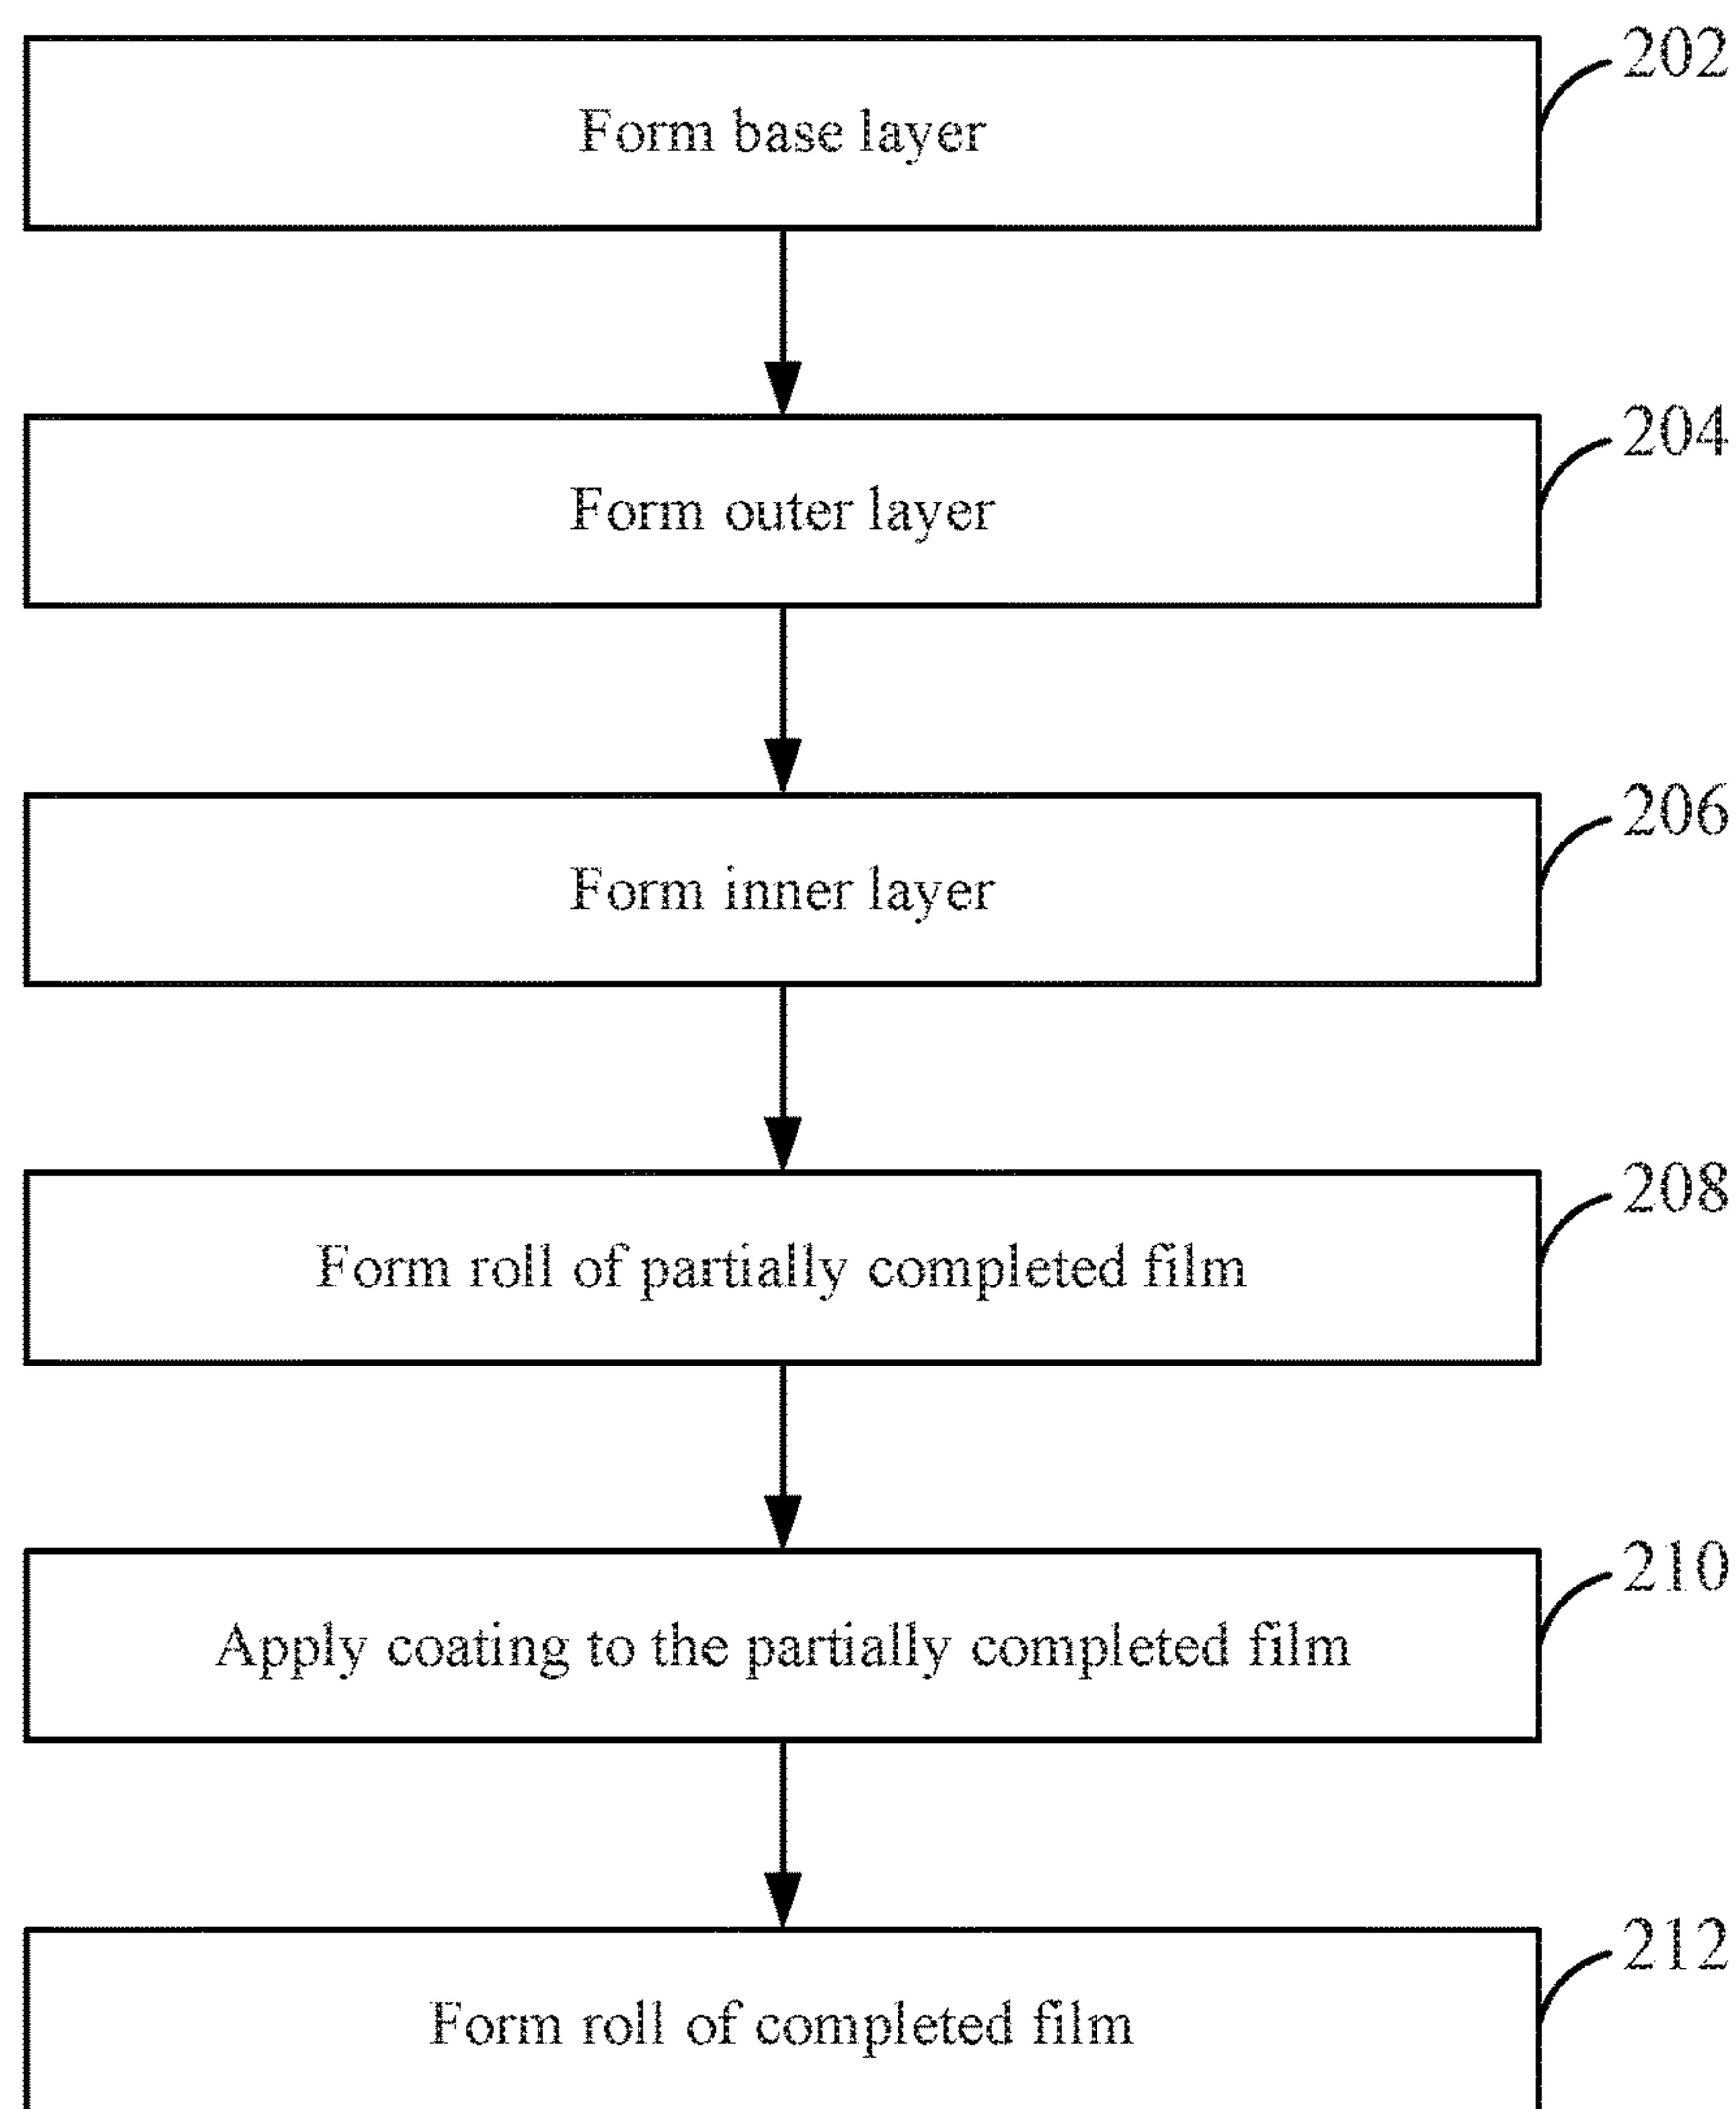 202
Form base layer
204
Form outer layer
206
Form inner layer
208
Form roll of partially completed film
210
Apply coating to the partially completed film
212
Form roll of completed film